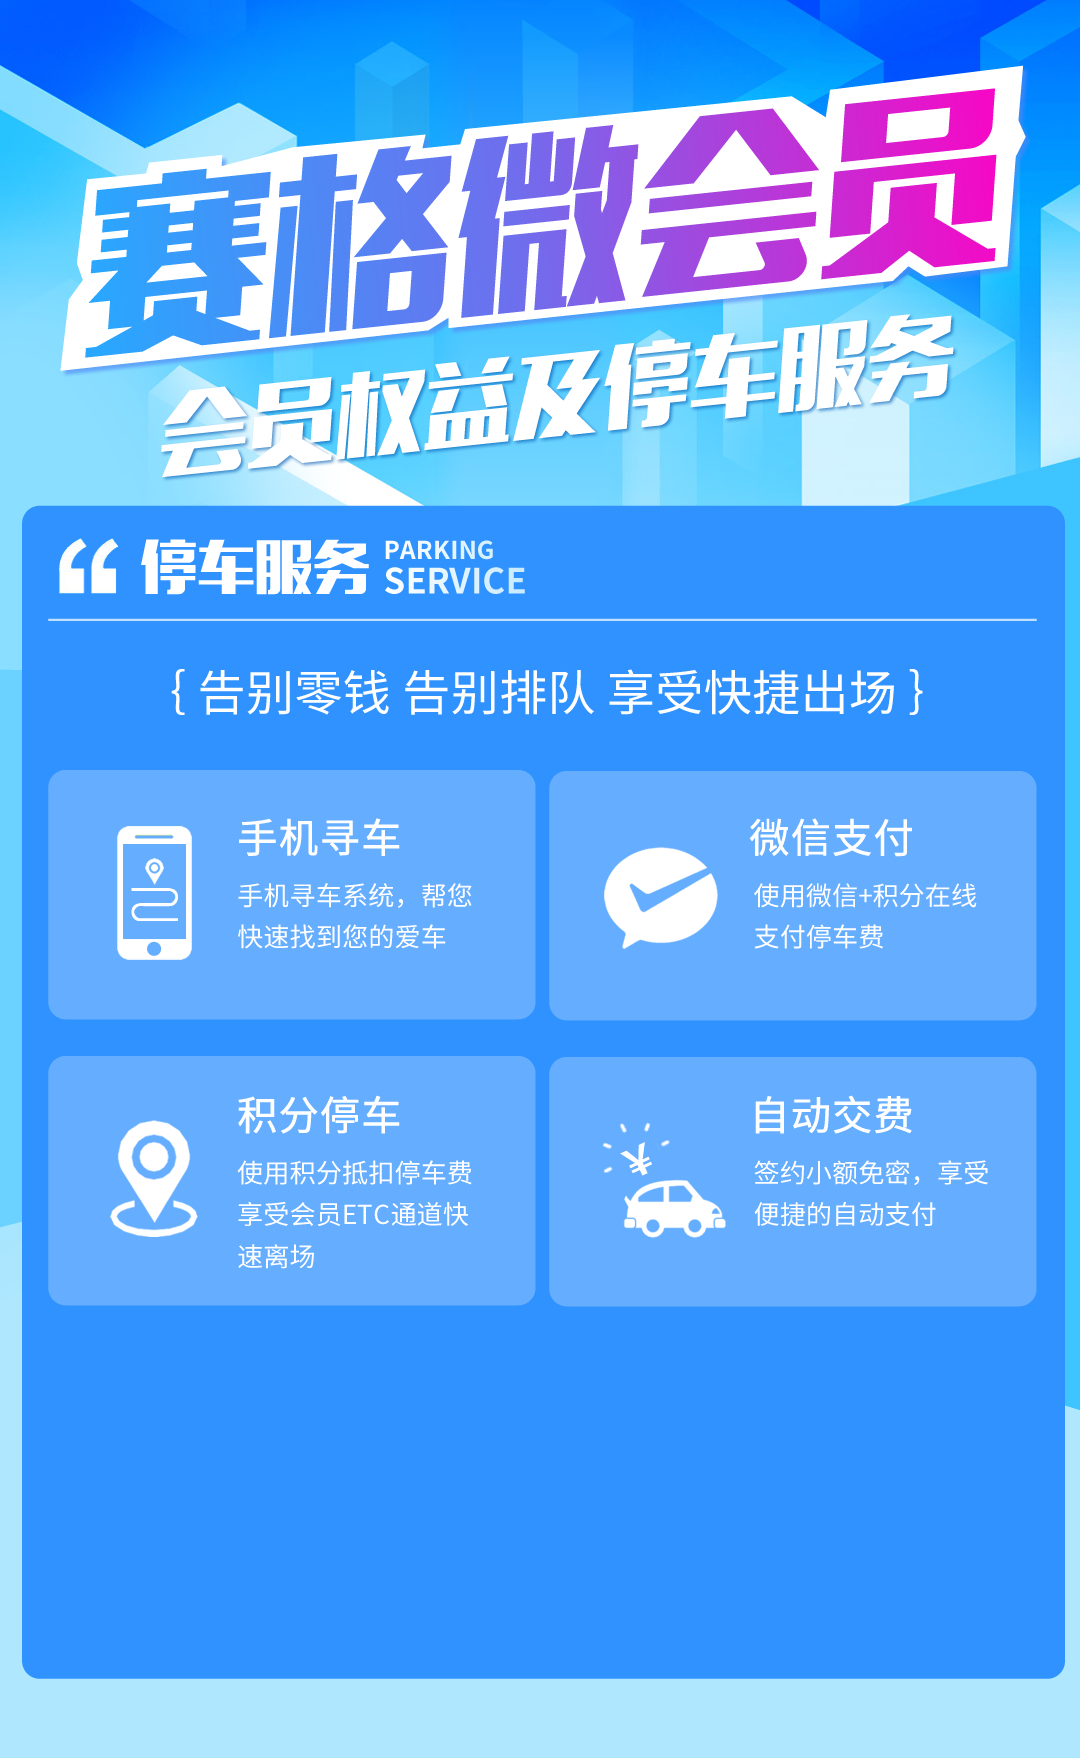 赛格微会员
会员权益及停车服务
停车服务 PARKING
SERVICE
{ 告别零钱 告别排队 享受快捷出场 }
手机寻车
手机寻车系统，帮您
快速找到您的爱车
微信支付
使用微信+积分在线
支付停车费
积分停车
使用积分抵扣停车费
享受会员ETC通道快
速离场
自动交费
签约小额免密，享受
便捷的自动支付